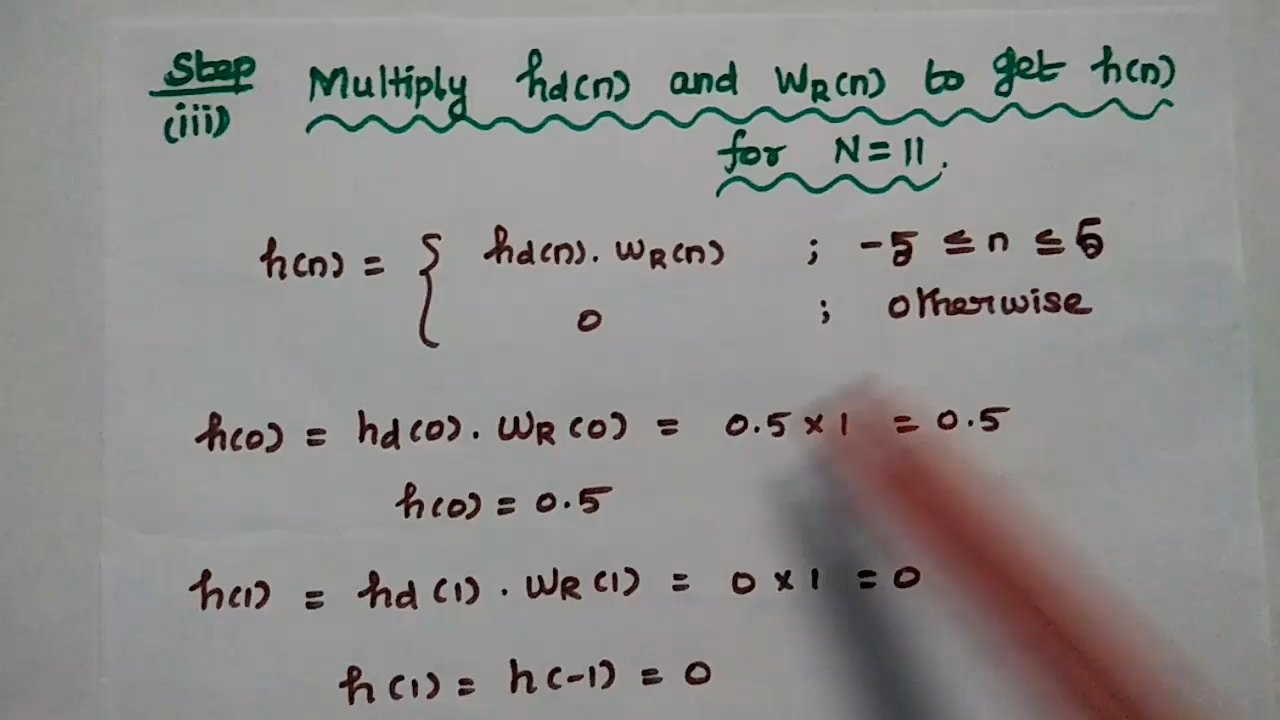 Step (iii) Multiply hd(n) and WR(n) to get h(n)
for N = 11.
h(n) = { hd(n). WR(n) ; -5 ≤ n ≤ 5
0 ; otherwise
h(0) = hd(0). WR(0) = 0.5 × 1 = 0.5
h(0) = 0.5
h(1) = hd(1). WR(1) = 0 × 1 = 0
h(1) = h(-1) = 0